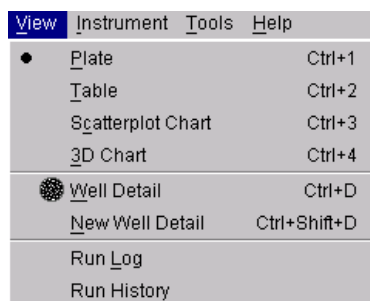 View Instrument Tools Help
Plate Ctrl+1
Table Ctrl+2
Scatterplot Chart Ctrl+3
3D Chart Ctrl+4
Well Detail Ctrl+D
New Well Detail Ctrl+Shift+D
Run Log
Run History